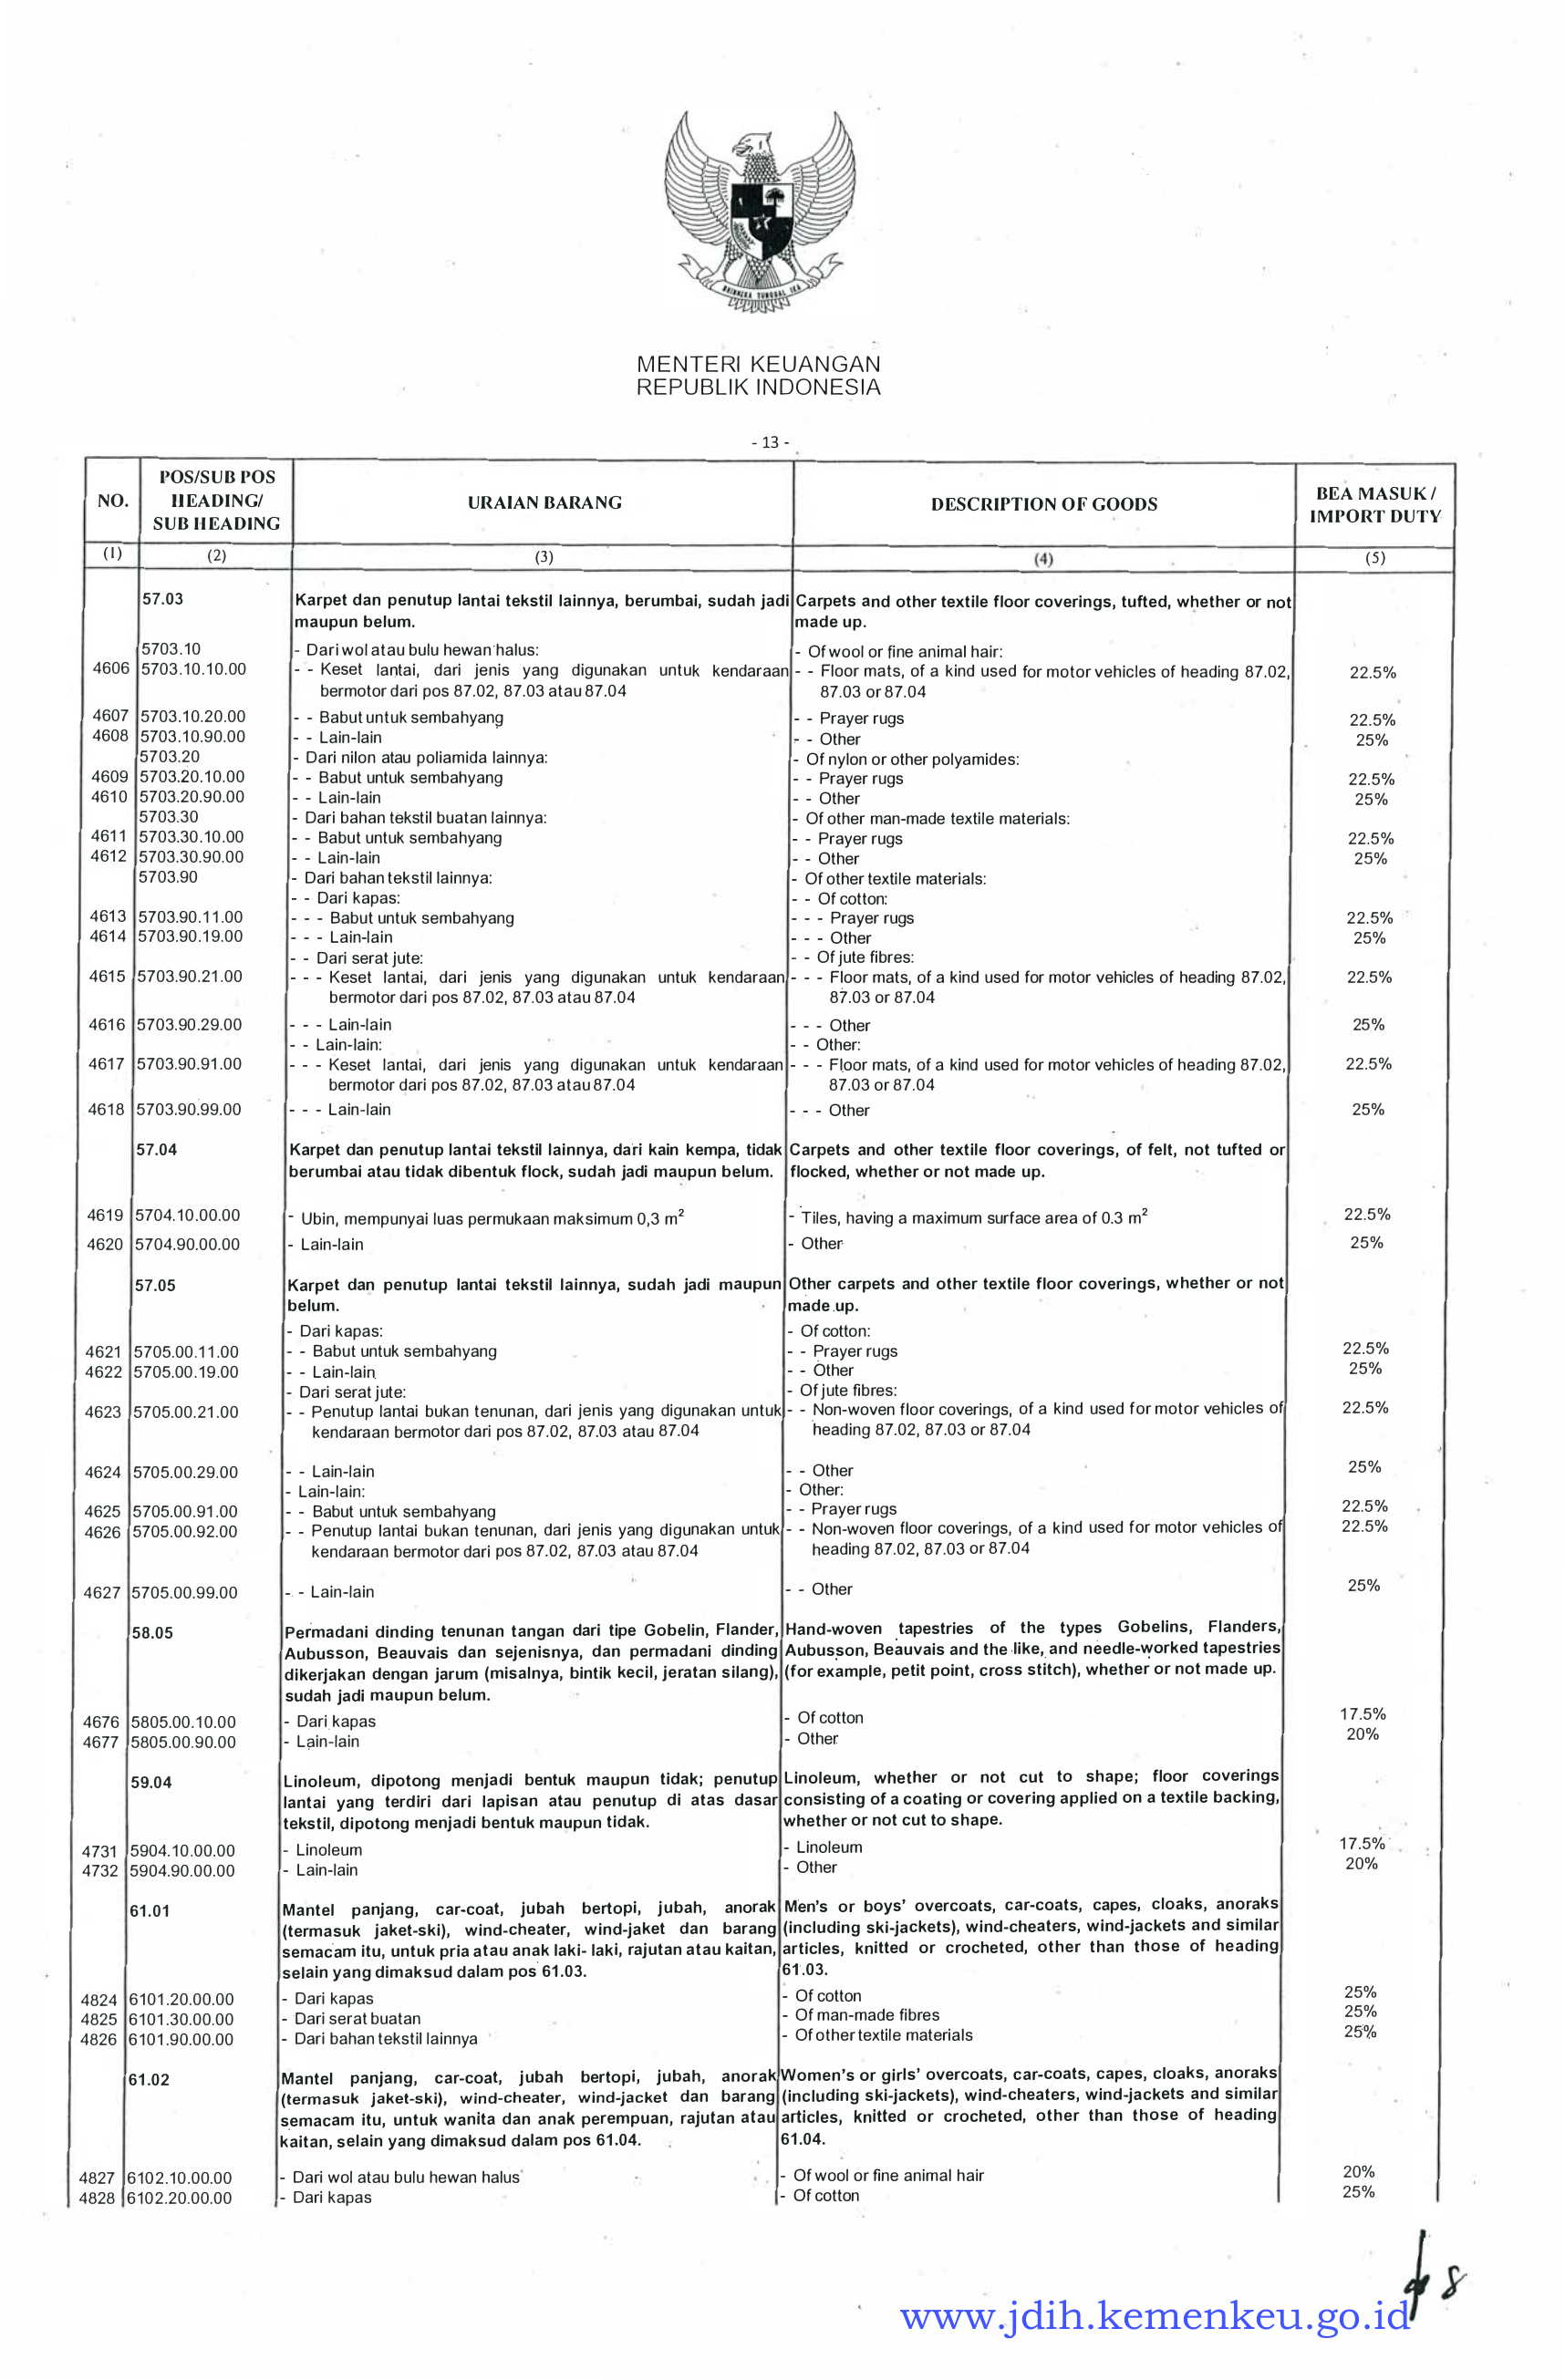 BHINNEKA TUNGGAL IKA
MENTERI KEUANGAN
REPUBLIK INDONESIA
- 13 -
NO. POS/SUB POS HEADING/ SUB HEADING URAIAN BARANG DESCRIPTION OF GOODS BEA MASUK / IMPORT DUTY
(1) (2) (3) (4) (5)
57.03 Karpet dan penutup lantai tekstil lainnya, berumbai, sudah jadi Carpets and other textile floor coverings, tufted, whether or not
maupun belum. made up.
5703.10 - Dari wol atau bulu hewan halus: - Of wool or fine animal hair:
4606 5703.10.10.00 - - Keset lantai, dari jenis yang digunakan untuk kendaraan - - Floor mats, of a kind used for motor vehicles of heading 87.02, 22.5%
bermotor dari pos 87.02, 87.03 atau 87.04 87.03 or 87.04
4607 5703.10.20.00 - - Babut untuk sembahyang - - Prayer rugs 22.5%
4608 5703.10.90.00 - - Lain-lain - - Other 25%
5703.20 - Dari nilon atau poliamida lainnya: - Of nylon or other polyamides:
4609 5703.20.10.00 - - Babut untuk sembahyang - - Prayer rugs 22.5%
4610 5703.20.90.00 - - Lain-lain - - Other 25%
5703.30 - Dari bahan tekstil buatan lainnya: - Of other man-made textile materials:
4611 5703.30.10.00 - - Babut untuk sembahyang - - Prayer rugs 22.5%
4612 5703.30.90.00 - - Lain-lain - - Other 25%
5703.90 - Dari bahan tekstil lainnya: - Of other textile materials:
- - Dari kapas: - - Of cotton:
4613 5703.90.11.00 - - - Babut untuk sembahyang - - - Prayer rugs 22.5%
4614 5703.90.19.00 - - - Lain-lain - - - Other 25%
- - Dari serat jute: - - Of jute fibres:
4615 5703.90.21.00 - - - Keset lantai, dari jenis yang digunakan untuk kendaraan - - - Floor mats, of a kind used for motor vehicles of heading 87.02, 22.5%
bermotor dari pos 87.02, 87.03 atau 87.04 87.03 or 87.04
4616 5703.90.29.00 - - - Lain-lain - - - Other 25%
- - Lain-lain: - - Other:
4617 5703.90.91.00 - - - Keset lantai, dari jenis yang digunakan untuk kendaraan - - - Floor mats, of a kind used for motor vehicles of heading 87.02, 22.5%
bermotor dari pos 87.02, 87.03 atau 87.04 87.03 or 87.04
4618 5703.90.99.00 - - - Lain-lain - - - Other 25%
57.04 Karpet dan penutup lantai tekstil lainnya, dari kain kempa, tidak Carpets and other textile floor coverings, of felt, not tufted or
berumbai atau tidak dibentuk flock, sudah jadi maupun belum. flocked, whether or not made up.
4619 5704.10.00.00 - Ubin, mempunyai luas permukaan maksimum 0,3 m² - Tiles, having a maximum surface area of 0.3 m² 22.5%
4620 5704.90.00.00 - Lain-lain - Other 25%
57.05 Karpet dan penutup lantai tekstil lainnya, sudah jadi maupun Other carpets and other textile floor coverings, whether or not
belum. made up.
- Dari kapas: - Of cotton:
4621 5705.00.11.00 - - Babut untuk sembahyang - - Prayer rugs 22.5%
4622 5705.00.19.00 - - Lain-lain - - Other 25%
- Dari serat jute: - Of jute fibres:
4623 5705.00.21.00 - - Penutup lantai bukan tenunan, dari jenis yang digunakan untuk - - Non-woven floor coverings, of a kind used for motor vehicles of 22.5%
kendaraan bermotor dari pos 87.02, 87.03 atau 87.04 heading 87.02, 87.03 or 87.04
4624 5705.00.29.00 - - Lain-lain - - Other 25%
- Lain-lain: - Other:
4625 5705.00.91.00 - - Babut untuk sembahyang - - Prayer rugs 22.5%
4626 5705.00.92.00 - - Penutup lantai bukan tenunan, dari jenis yang digunakan untuk - - Non-woven floor coverings, of a kind used for motor vehicles of 22.5%
kendaraan bermotor dari pos 87.02, 87.03 atau 87.04 heading 87.02, 87.03 or 87.04
4627 5705.00.99.00 - - Lain-lain - - Other 25%
58.05 Permadani dinding tenunan tangan dari tipe Gobelin, Flander, Hand-woven tapestries of the types Gobelins, Flanders,
Aubusson, Beauvais dan sejenisnya, dan permadani dinding Aubusson, Beauvais and the like, and needle-worked tapestries
dikerjakan dengan jarum (misalnya, bintik kecil, jeratan silang), (for example, petit point, cross stitch), whether or not made up.
sudah jadi maupun belum.
4676 5805.00.10.00 - Dari kapas - Of cotton 17.5%
4677 5805.00.90.00 - Lain-lain - Other 20%
59.04 Linoleum, dipotong menjadi bentuk maupun tidak; penutup Linoleum, whether or not cut to shape; floor coverings
lantai yang terdiri dari lapisan atau penutup di atas dasar consisting of a coating or covering applied on a textile backing,
tekstil, dipotong menjadi bentuk maupun tidak. whether or not cut to shape.
4731 5904.10.00.00 - Linoleum - Linoleum 17.5%
4732 5904.90.00.00 - Lain-lain - Other 20%
61.01 Mantel panjang, car-coat, jubah bertopi, jubah, anorak Men's or boys' overcoats, car-coats, capes, cloaks, anoraks
(termasuk jaket-ski), wind-cheater, wind-jaket dan barang (including ski-jackets), wind-cheaters, wind-jackets and similar
semacam itu, untuk pria atau anak laki- laki, rajutan atau kaitan, articles, knitted or crocheted, other than those of heading
selain yang dimaksud dalam pos 61.03. 61.03.
4824 6101.20.00.00 - Dari kapas - Of cotton 25%
4825 6101.30.00.00 - Dari serat buatan - Of man-made fibres 25%
4826 6101.90.00.00 - Dari bahan tekstil lainnya - Of other textile materials 25%
61.02 Mantel panjang, car-coat, jubah bertopi, jubah, anorak Women's or girls' overcoats, car-coats, capes, cloaks, anoraks
(termasuk jaket-ski), wind-cheater, wind-jacket dan barang (including ski-jackets), wind-cheaters, wind-jackets and similar
semacam itu, untuk wanita dan anak perempuan, rajutan atau articles, knitted or crocheted, other than those of heading
kaitan, selain yang dimaksud dalam pos 61.04. 61.04.
4827 6102.10.00.00 - Dari wol atau bulu hewan halus - Of wool or fine animal hair 20%
4828 6102.20.00.00 - Dari kapas - Of cotton 25%
www.jdih.kemenkeu.go.id